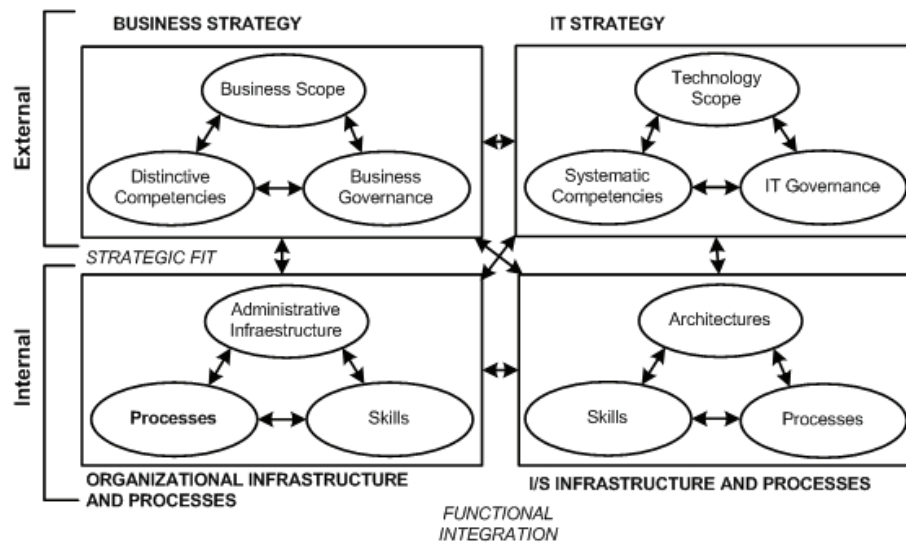 BUSINESS STRATEGY
IT STRATEGY
External
Business Scope
Distinctive
Competencies
Business
Governance
Technology
Scope
Systematic
Competencies
IT Governance
STRATEGIC FIT
Internal
Administrative
Infraestructure
Processes
Skills
Architectures
Skills
Processes
ORGANIZATIONAL INFRASTRUCTURE
AND PROCESSES
I/S INFRASTRUCTURE AND PROCESSES
FUNCTIONAL
INTEGRATION